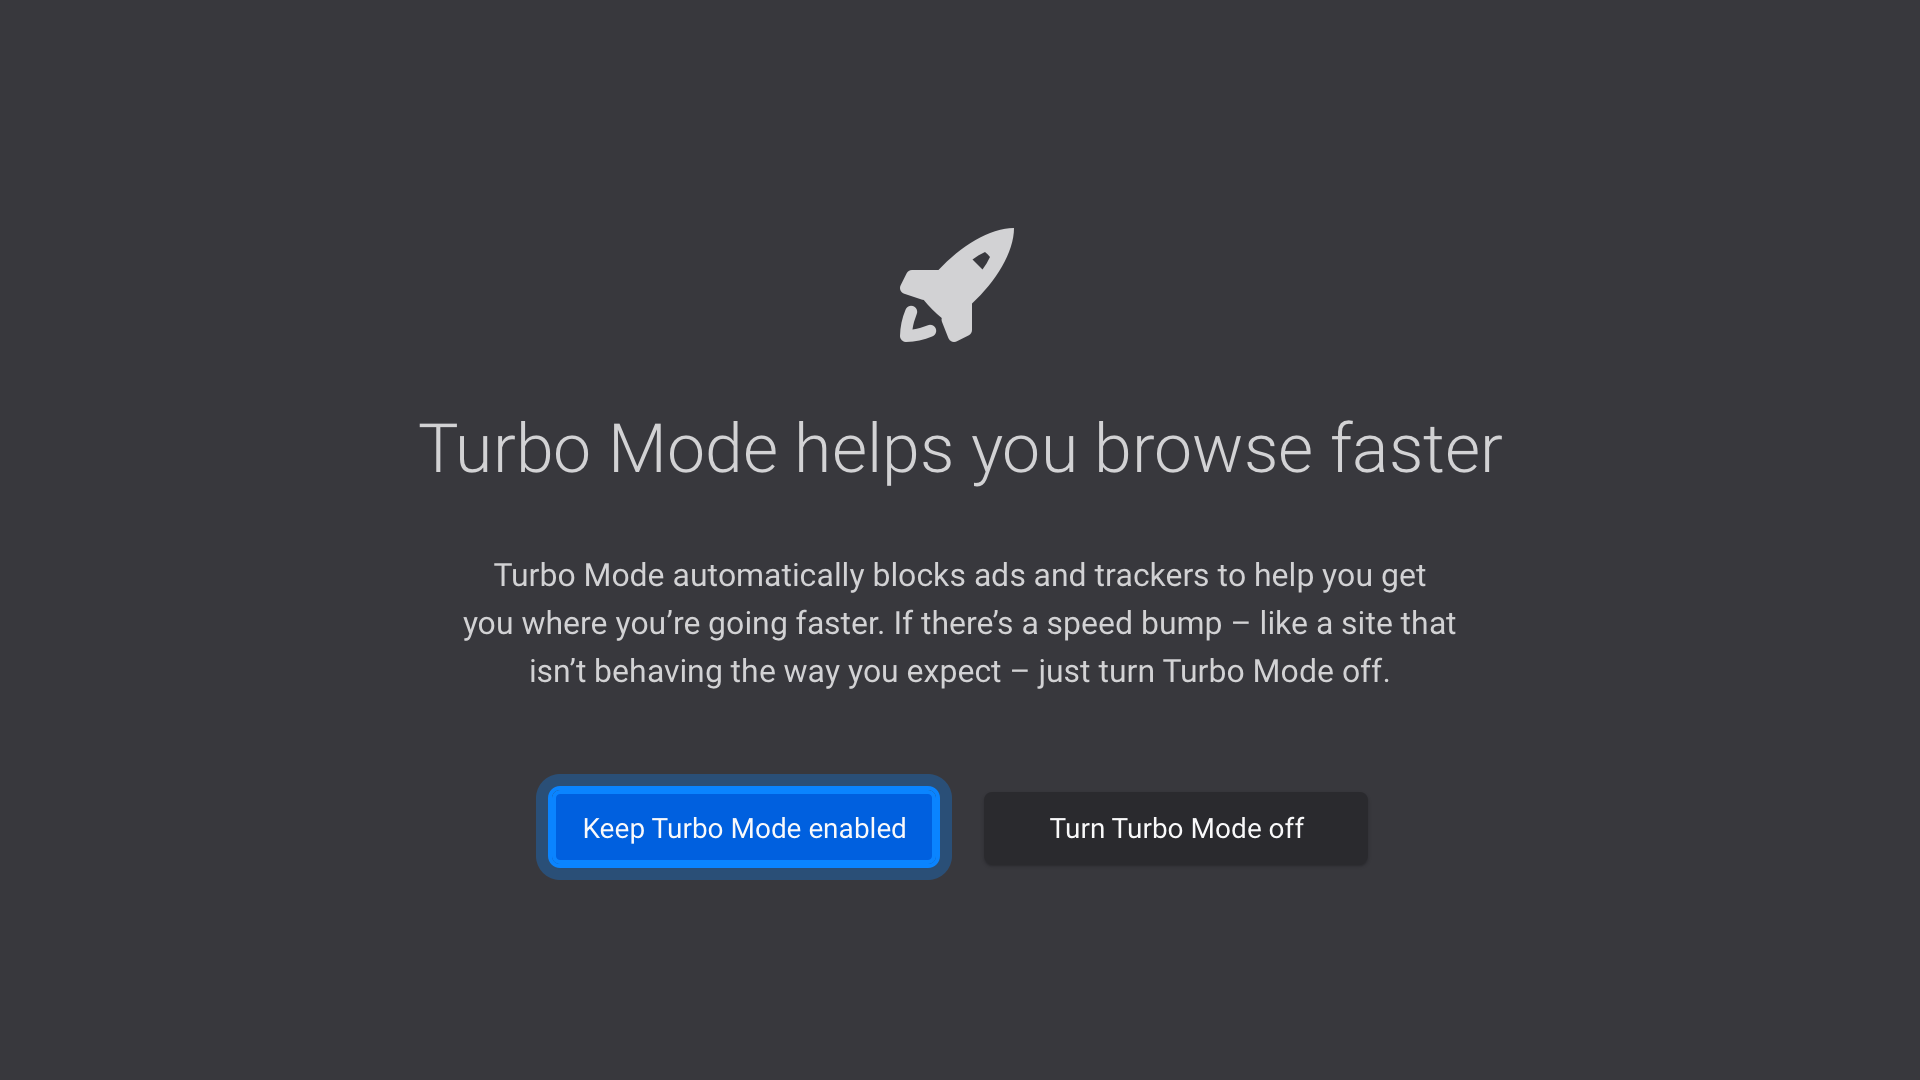 Turbo Mode helps you browse faster
Turbo Mode automatically blocks ads and trackers to help you get
you where you’re going faster. If there’s a speed bump – like a site that
isn’t behaving the way you expect – just turn Turbo Mode off.
Keep Turbo Mode enabled
Turn Turbo Mode off